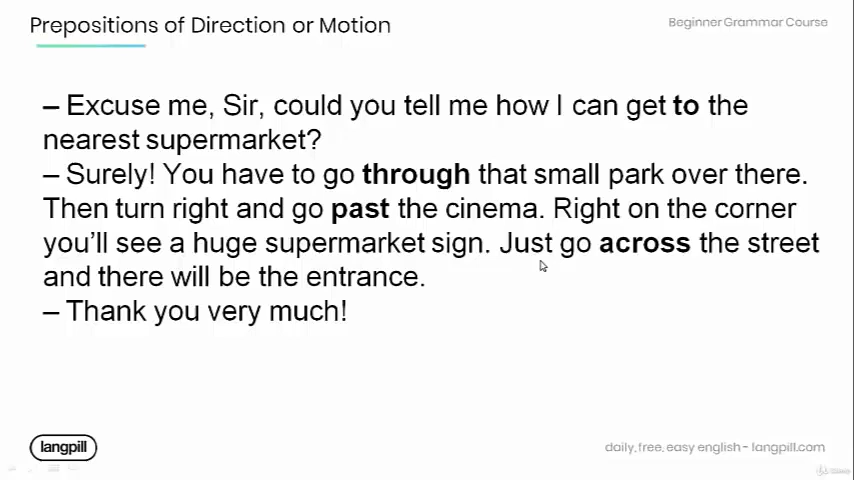 Prepositions of Direction or Motion
Beginner Grammar Course
– Excuse me, Sir, could you tell me how I can get to the
nearest supermarket?
– Surely! You have to go through that small park over there.
Then turn right and go past the cinema. Right on the corner
you'll see a huge supermarket sign. Just go across the street
and there will be the entrance.
– Thank you very much!
langpill
daily, free, easy english - langpill.com